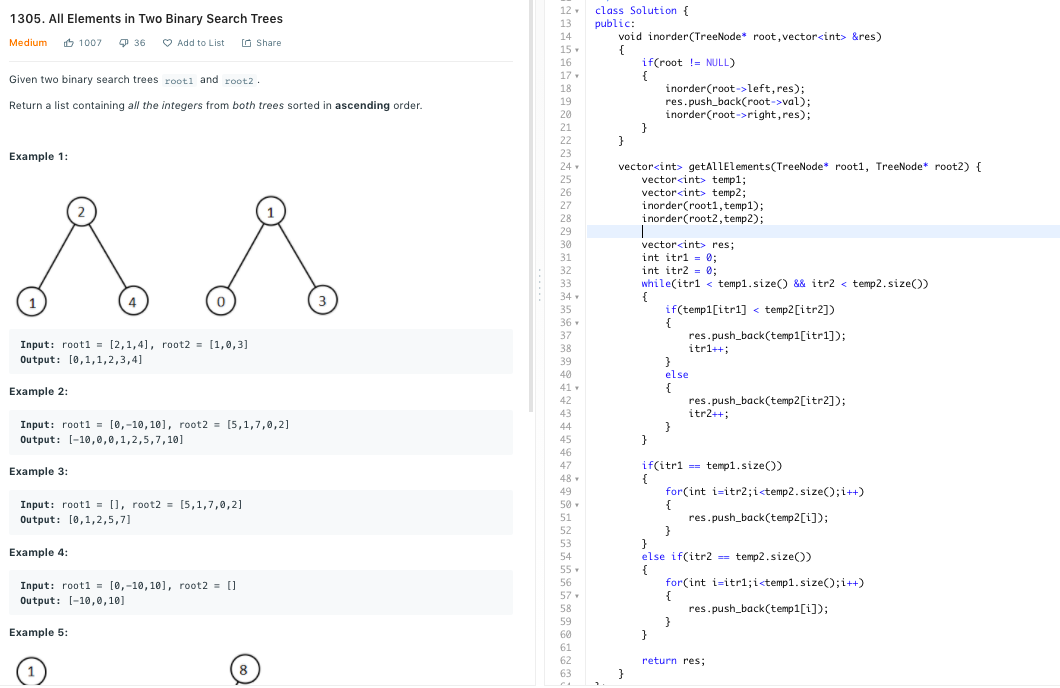 1305. All Elements in Two Binary Search Trees
Medium 1007 36 Add to List Share
Given two binary search trees root1 and root2 .
Return a list containing all the integers from both trees sorted in ascending order.
Example 1:
2 1
1 4 0 3
Input: root1 = [2,1,4], root2 = [1,0,3]
Output: [0,1,1,2,3,4]
Example 2:
Input: root1 = [0,-10,10], root2 = [5,1,7,0,2]
Output: [-10,0,0,1,2,5,7,10]
Example 3:
Input: root1 = [], root2 = [5,1,7,0,2]
Output: [0,1,2,5,7]
Example 4:
Input: root1 = [0,-10,10], root2 = []
Output: [-10,0,10]
Example 5:
1 8
12 class Solution {
13 public:
14 void inorder(TreeNode* root,vector<int> &res)
15 {
16 if(root != NULL)
17 {
18 inorder(root->left,res);
19 res.push_back(root->val);
20 inorder(root->right,res);
21 }
22 }
23
24 vector<int> getAllElements(TreeNode* root1, TreeNode* root2) {
25 vector<int> temp1;
26 vector<int> temp2;
27 inorder(root1,temp1);
28 inorder(root2,temp2);
29
30 vector<int> res;
31 int itr1 = 0;
32 int itr2 = 0;
33 while(itr1 < temp1.size() && itr2 < temp2.size())
34 {
35 if(temp1[itr1] < temp2[itr2])
36 {
37 res.push_back(temp1[itr1]);
38 itr1++;
39 }
40 else
41 {
42 res.push_back(temp2[itr2]);
43 itr2++;
44 }
45 }
46
47 if(itr1 == temp1.size())
48 {
49 for(int i=itr2;i<temp2.size();i++)
50 {
51 res.push_back(temp2[i]);
52 }
53 }
54 else if(itr2 == temp2.size())
55 {
56 for(int i=itr1;i<temp1.size();i++)
57 {
58 res.push_back(temp1[i]);
59 }
60 }
61
62 return res;
63 }